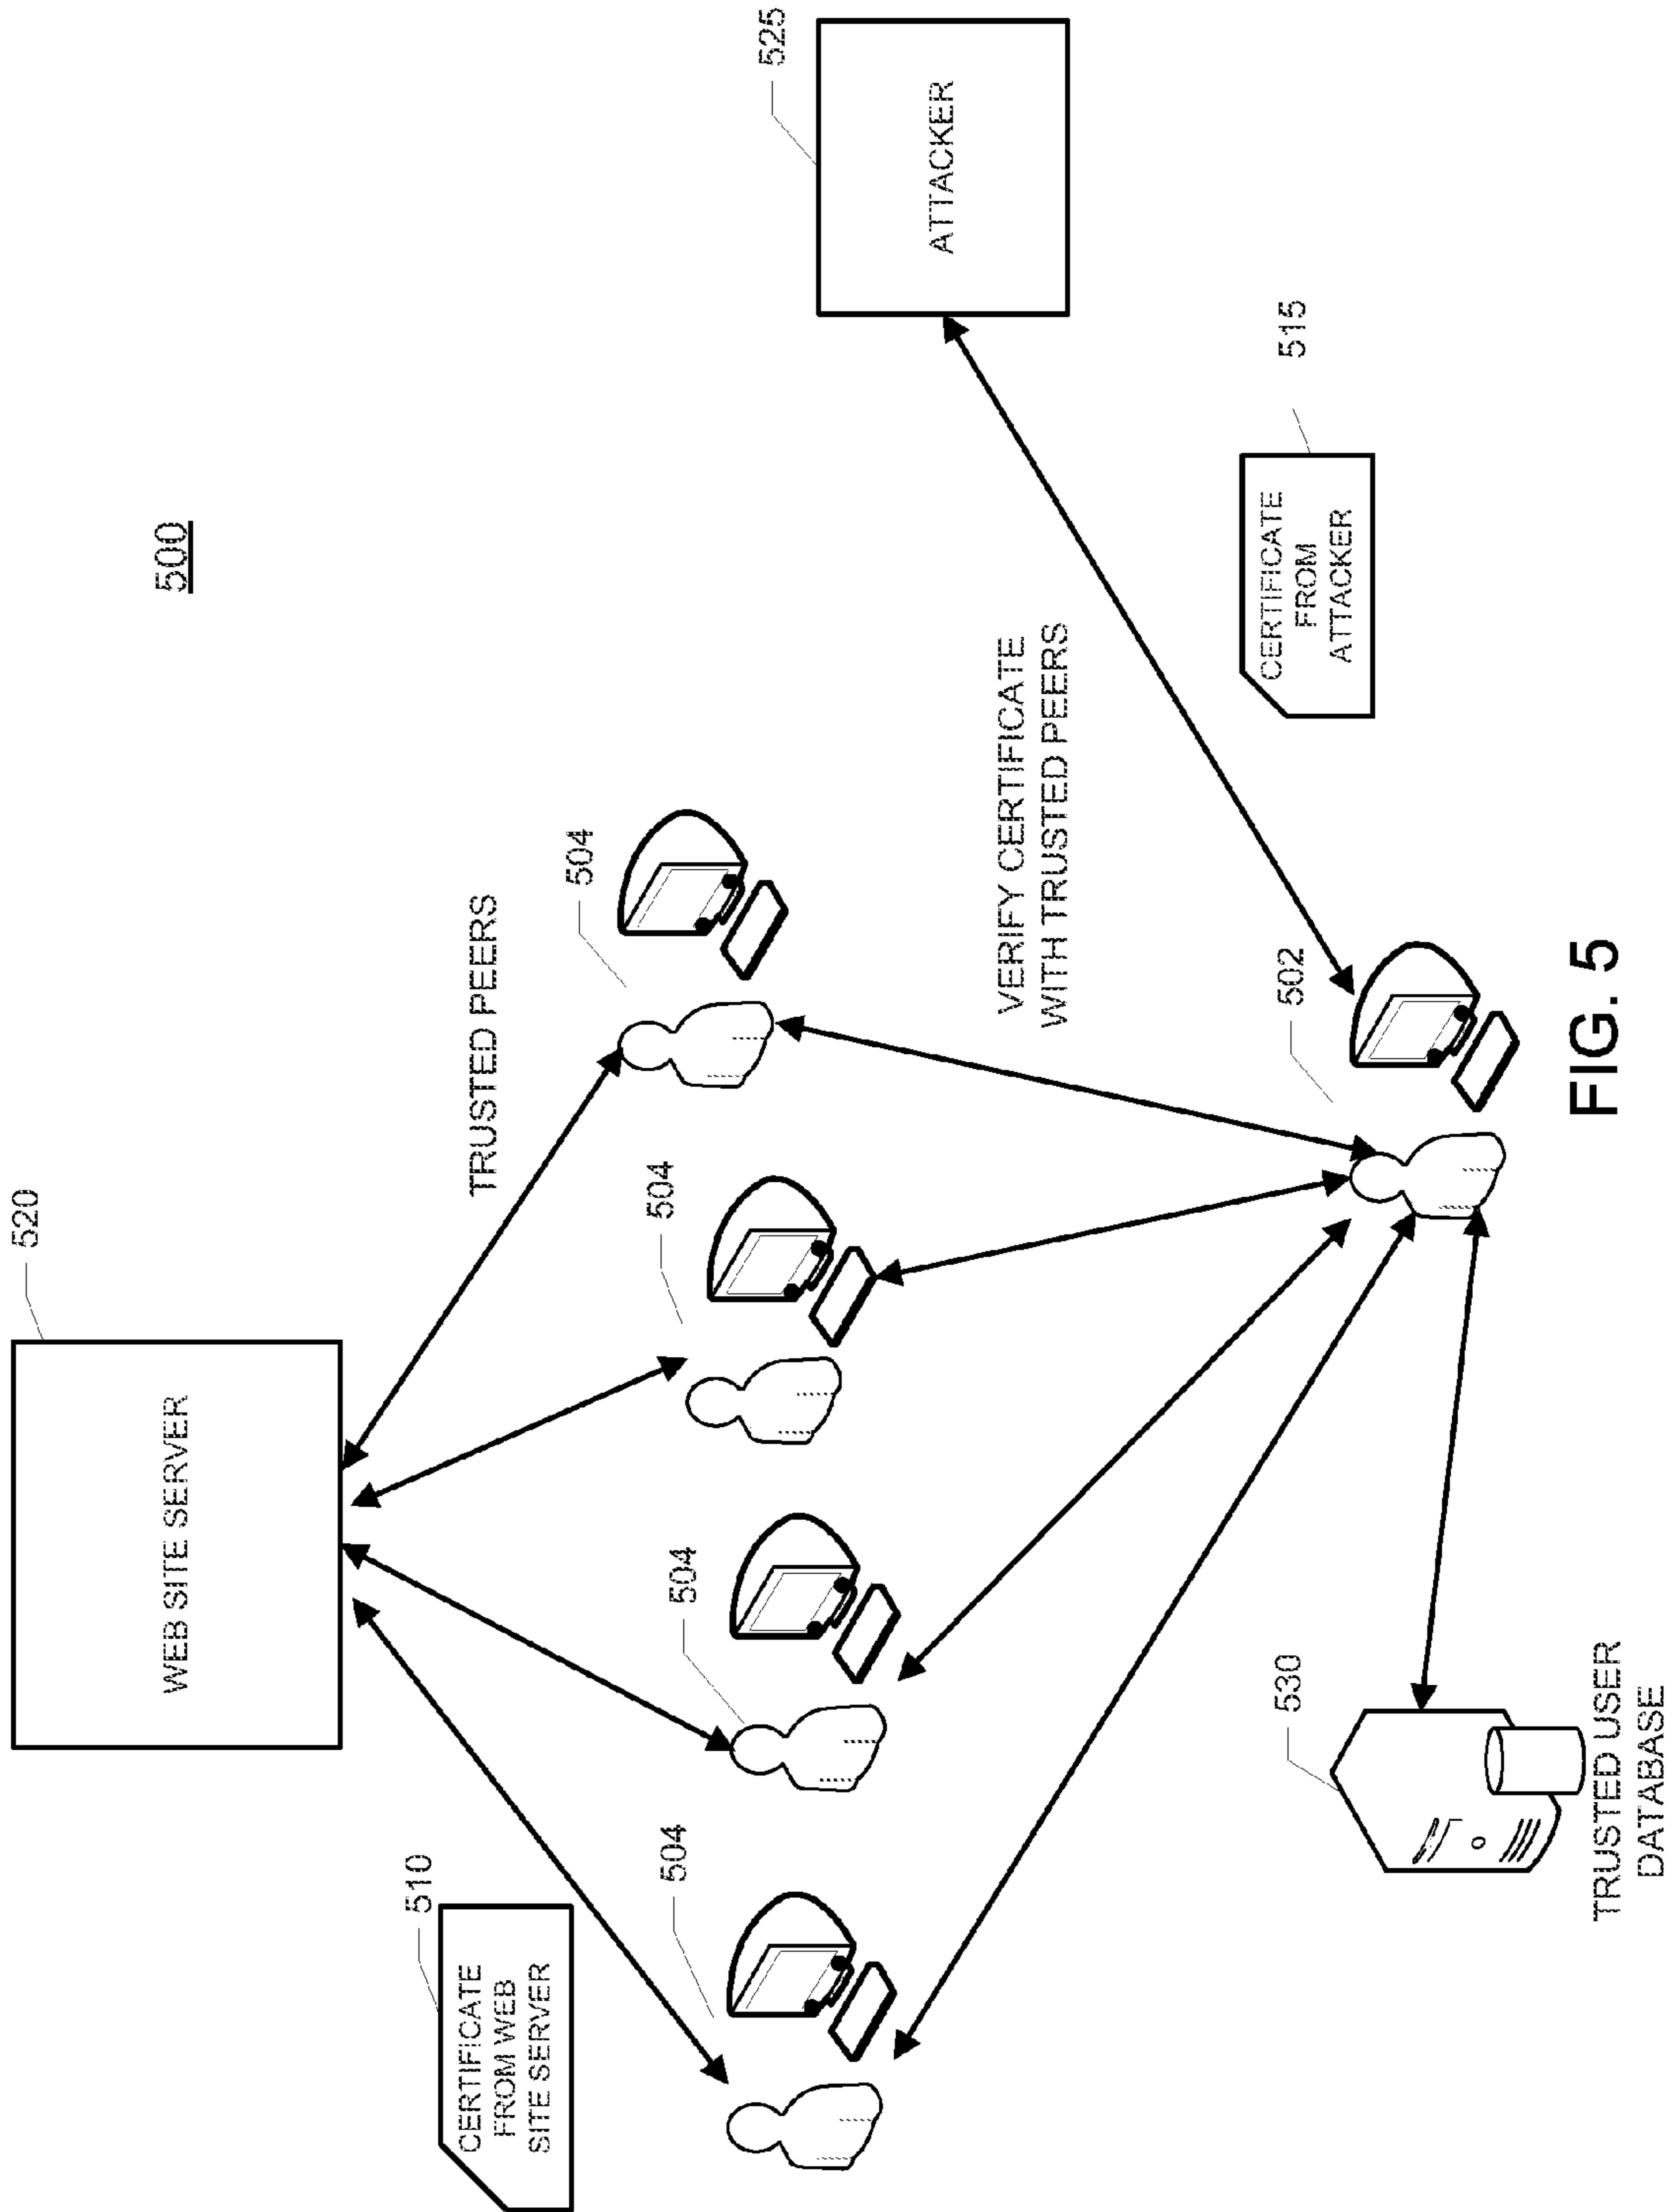 500
520
WEB SITE SERVER
510
CERTIFICATE
FROM WEB
SITE SERVER
TRUSTED PEERS
504
504
504
504
525
ATTACKER
VERIFY CERTIFICATE
WITH TRUSTED PEERS
515
CERTIFICATE
FROM
ATTACKER
502
530
TRUSTED USER
DATABASE
FIG. 5